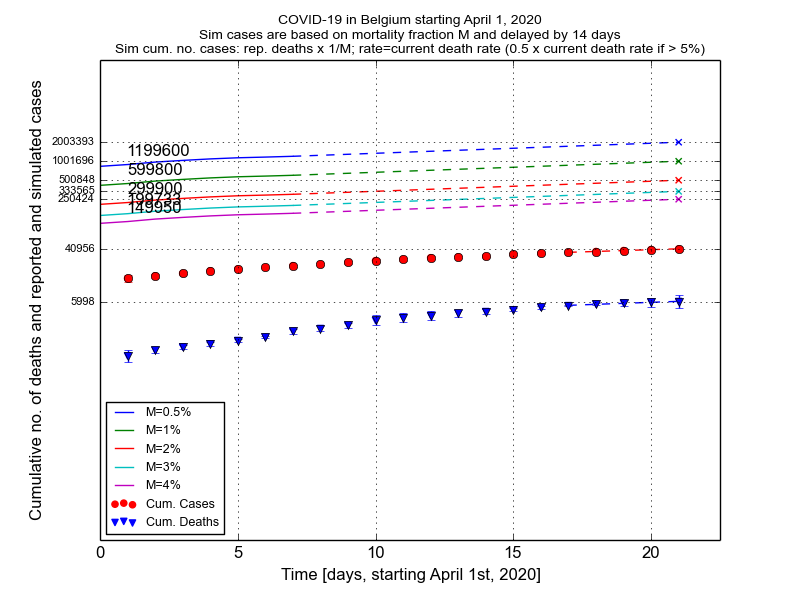 COVID-19 in Belgium starting April 1, 2020
Sim cases are based on mortality fraction M and delayed by 14 days
Sim cum. no. cases: rep. deaths x 1/M; rate=current death rate (0.5 x current death rate if > 5%)
Cumulative no. of deaths and reported and simulated cases
2003393
1001696
500848
333565
250424
40956
5998
1199600
599800
299900
149950
M=0.5%
M=1%
M=2%
M=3%
M=4%
Cum. Cases
Cum. Deaths
0 5 10 15 20
Time [days, starting April 1st, 2020]